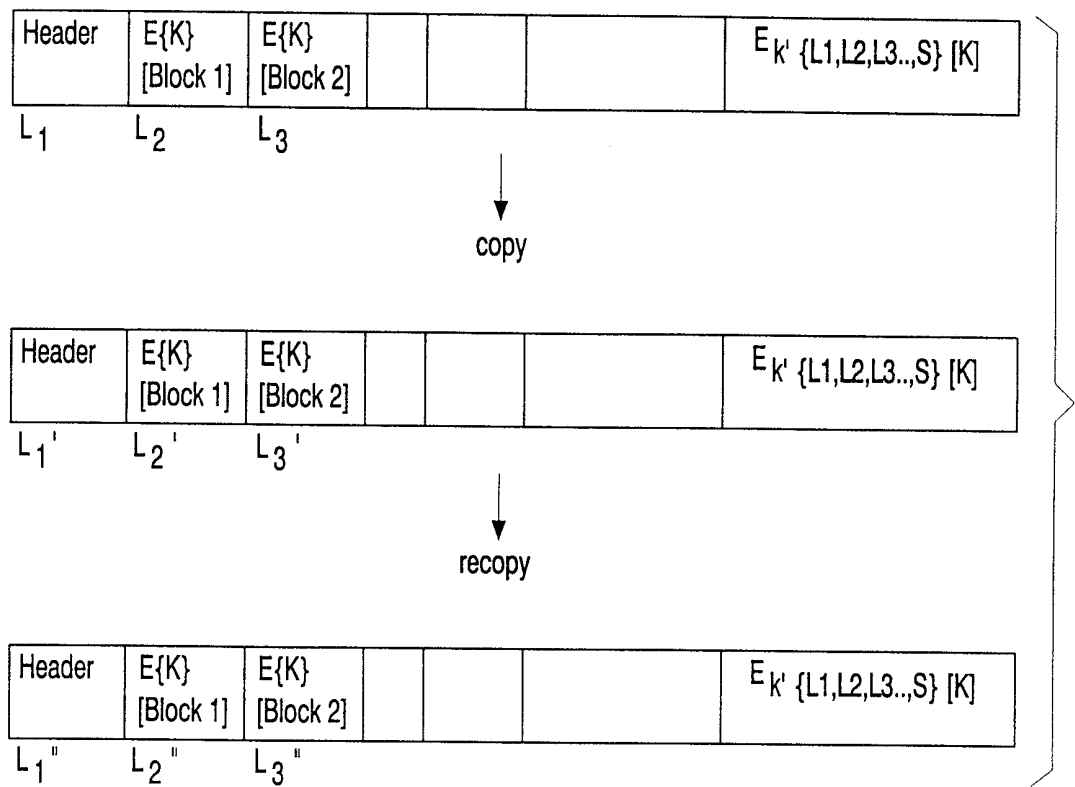 Header E{K} E{K} E k' {L1,L2,L3..,S} [K]
[Block 1] [Block 2]
L1 L2 L3
copy
Header E{K} E{K} E k' {L1,L2,L3..,S} [K]
[Block 1] [Block 2]
L1' L2' L3'
recopy
Header E{K} E{K} E k' {L1,L2,L3..,S} [K]
[Block 1] [Block 2]
L1" L2" L3"